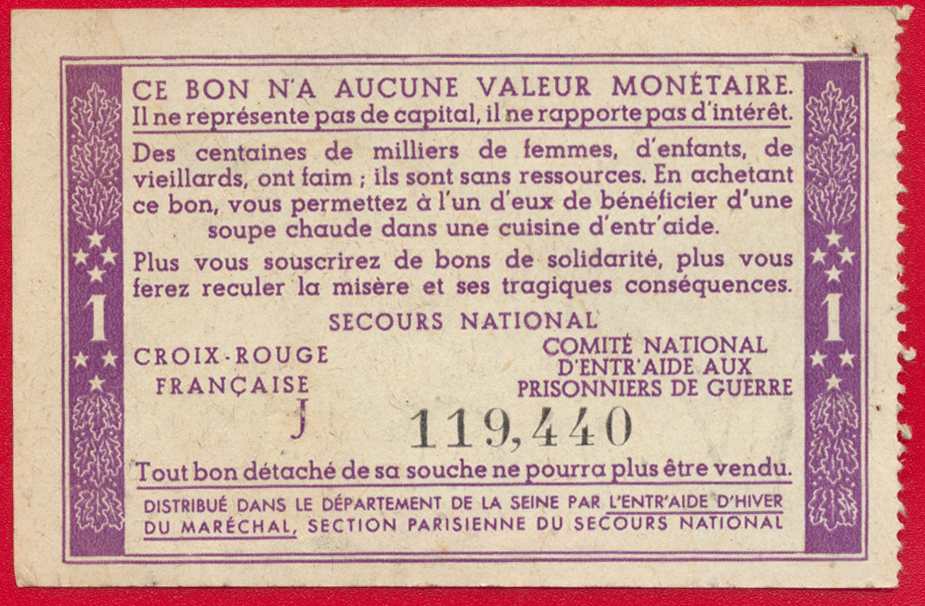 CE BON N'A AUCUNE VALEUR MONÉTAIRE.
Il ne représente pas de capital, il ne rapporte pas d'intérêt.
Des centaines de milliers de femmes, d'enfants, de
vieillards, ont faim ; ils sont sans ressources. En achetant
ce bon, vous permettez à l'un d'eux de bénéficier d'une
soupe chaude dans une cuisine d'entr'aide.
Plus vous souscrirez de bons de solidarité, plus vous
ferez reculer la misère et ses tragiques conséquences.
1
1
SECOURS NATIONAL
CROIX-ROUGE
FRANÇAISE
COMITÉ NATIONAL
D'ENTR'AIDE AUX
PRISONNIERS DE GUERRE
J 119,440
Tout bon détaché de sa souche ne pourra plus être vendu.
DISTRIBUÉ DANS LE DÉPARTEMENT DE LA SEINE PAR L'ENTR'AIDE D'HIVER
DU MARÉCHAL, SECTION PARISIENNE DU SECOURS NATIONAL